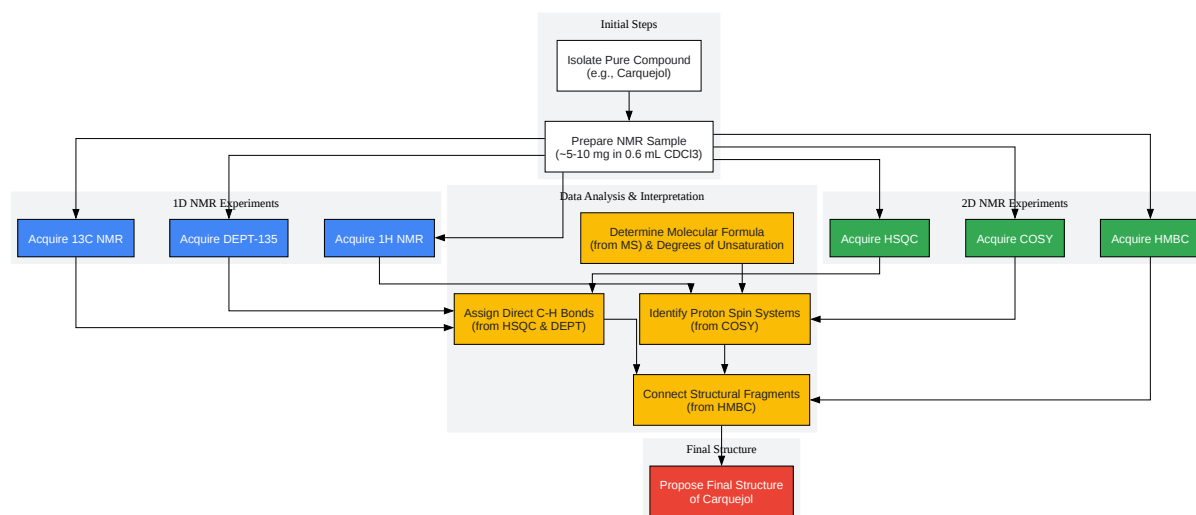 Initial Steps
Isolate Pure Compound
(e.g., Carquejol)
Prepare NMR Sample
(~5-10 mg in 0.6 mL CDCl3)
1D NMR Experiments
Data Analysis & Interpretation
2D NMR Experiments
Acquire 13C NMR
Acquire DEPT-135
Acquire 1H NMR
Determine Molecular Formula
(from MS) & Degrees of Unsaturation
Acquire HSQC
Acquire COSY
Acquire HMBC
Assign Direct C-H Bonds
(from HSQC & DEPT)
Identify Proton Spin Systems
(from COSY)
Connect Structural Fragments
(from HMBC)
Final Structure
Propose Final Structure
of Carquejol